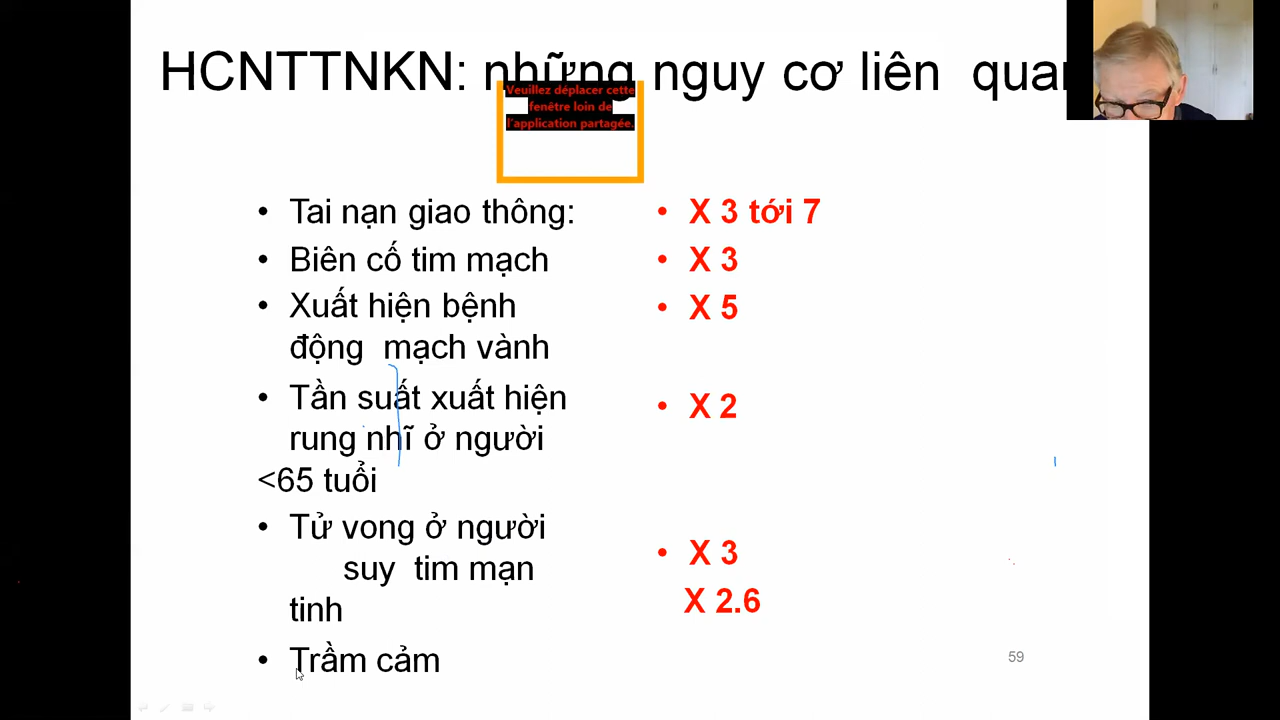 HCNTTNKN: những nguy cơ liên quan
Veuillez déplacer cette
fenêtre loin de
l'application partagée.
• Tai nạn giao thông:
• X 3 tới 7
• Biên cố tim mạch
• X 3
• Xuất hiện bệnh
động mạch vành
• X 5
• Tần suất xuất hiện
rung nhĩ ở người
<65 tuổi
• X 2
• Tử vong ở người
suy tim mạn
tinh
• X 3
X 2.6
• Trầm cảm
59